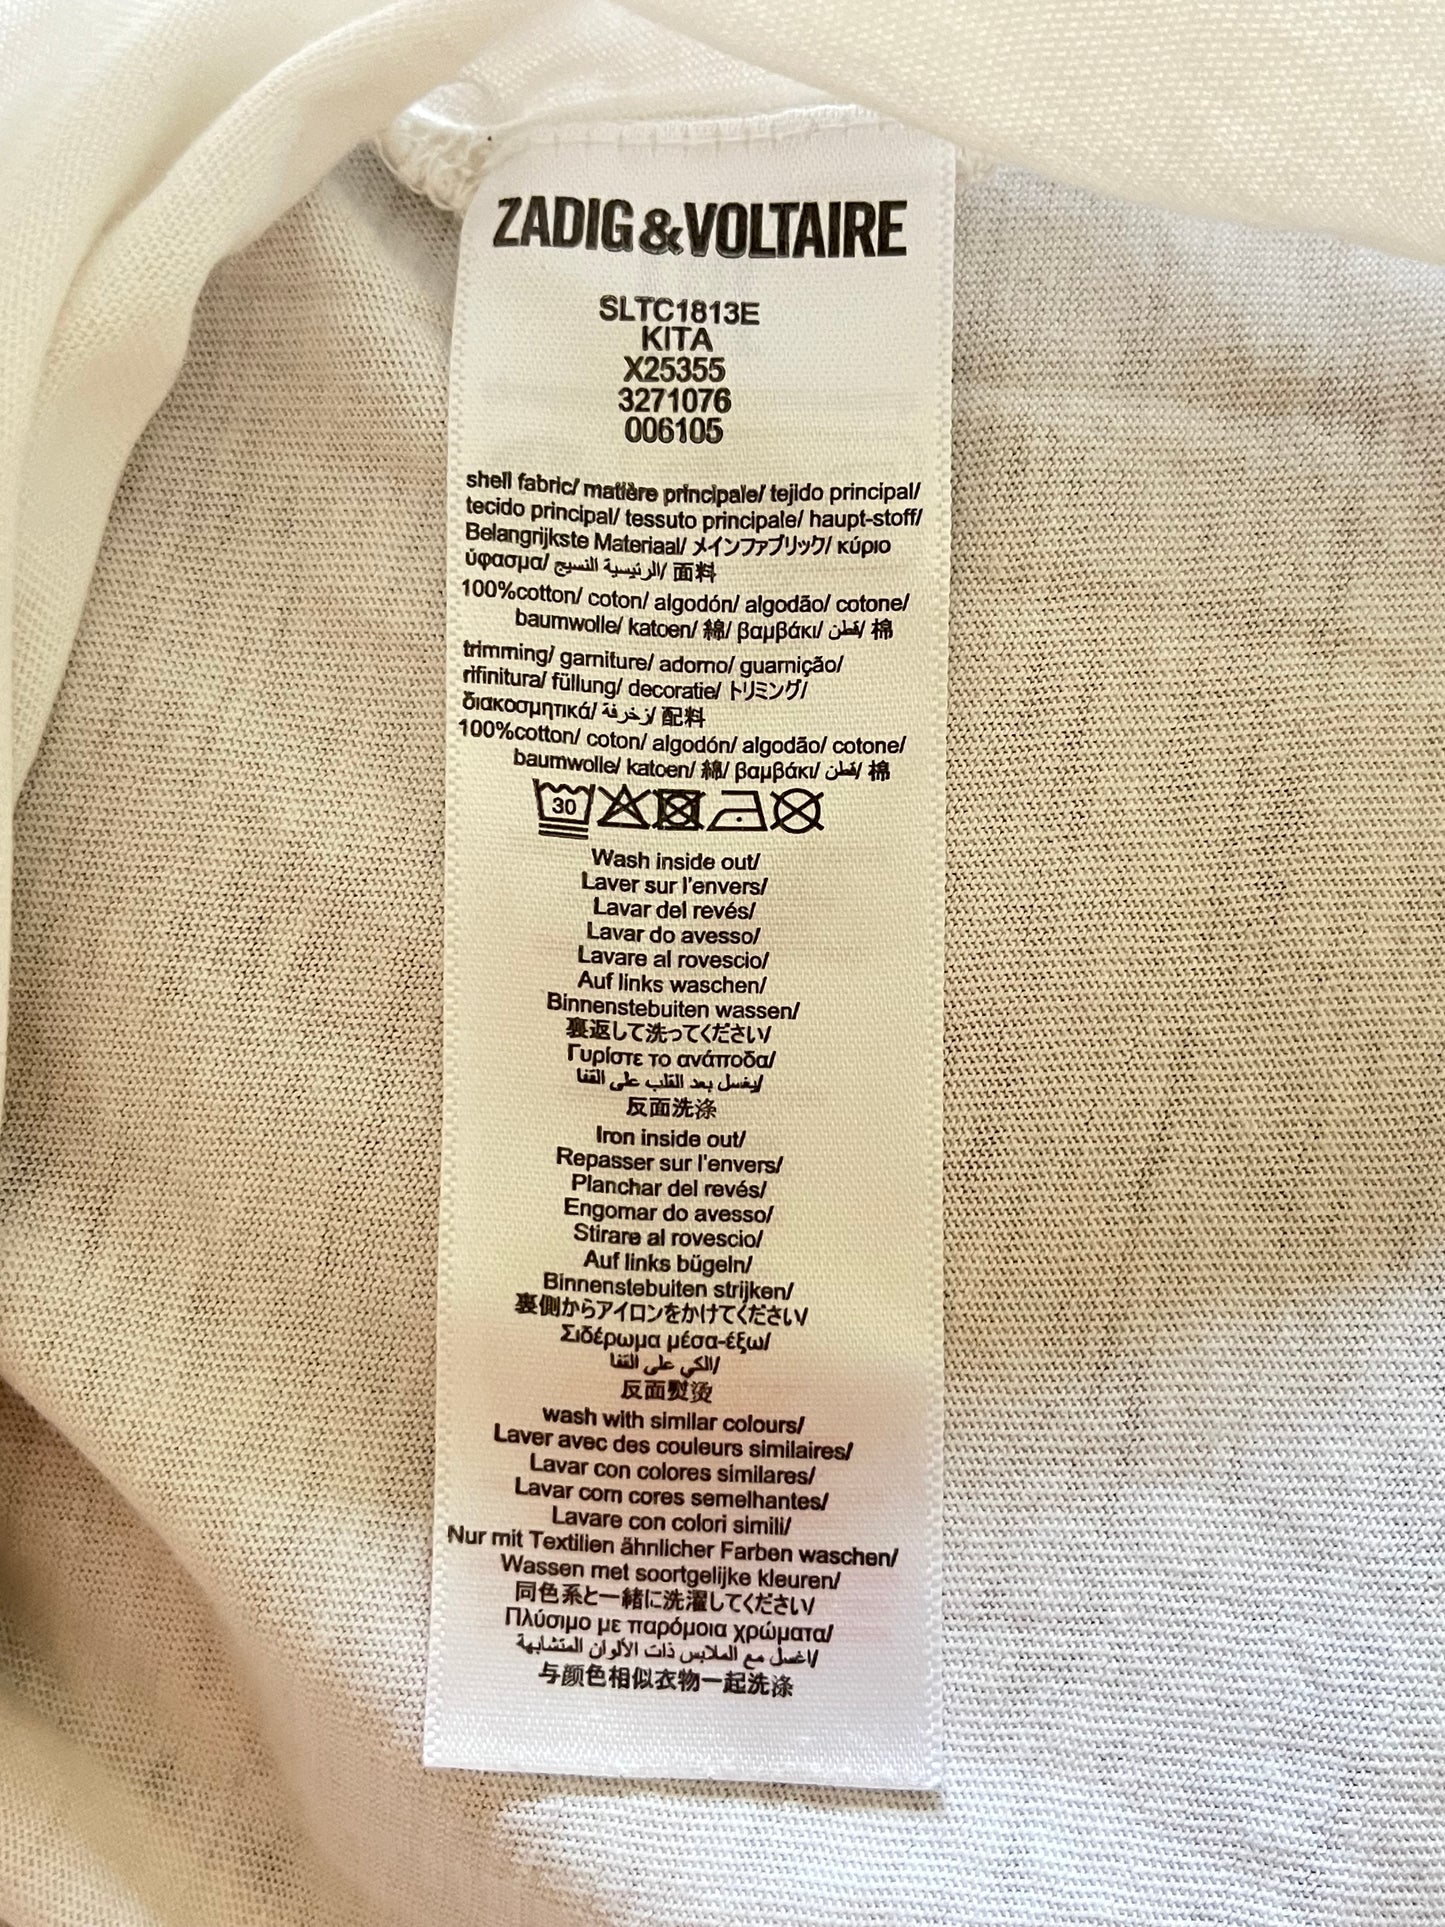 ZADIG&VOLTAIRE
SLTC1813E
KITA
X25355
3271076
006105
shell fabric/ matière principale/ tejido principal/
tecido principal/ tessuto principale/ haupt-stoff/
Belangrijkste Materiaal/ メインファブリック/ κύριο
ύφασμα/ الرئيسية النسيج/ 面料
100%cotton/ coton/ algodón/ algodão/ cotone/
baumwolle/ katoen/ 綿/ βαμβάκι/ قطن/ 棉
trimming/ garniture/ adorno/ guarnição/
rifinitura/ füllung/ decoratie/ トリミング/
διακοσμητικά/ زخرفة/ 配料
100%cotton/ coton/ algodón/ algodão/ cotone/
baumwolle/ katoen/ 綿/ βαμβάκι/ قطن/ 棉
30
Wash inside out/
Laver sur l'envers/
Lavar del revés/
Lavar do avesso/
Lavare al rovescio/
Auf links waschen/
Binnenstebuiten wassen/
裏返して洗ってください/
Γυρίστε το ανάποδα/
يغسل بعد القلب على القفا/
反面洗涤
Iron inside out/
Repasser sur l'envers/
Planchar del revés/
Engomar do avesso/
Stirare al rovescio/
Auf links bügeln/
Binnenstebuiten strijken/
裏側からアイロンをかけてください/
Σιδέρωμα μέσα-έξω/
الكي على القفا/
反面熨烫
wash with similar colours/
Laver avec des couleurs similaires/
Lavar con colores similares/
Lavar com cores semelhantes/
Lavare con colori simili/
Nur mit Textilien ähnlicher Farben waschen/
Wassen met soortgelijke kleuren/
同色系と一緒に洗濯してください/
Πλύσιμο με παρόμοια χρώματα/
اغسل مع الملابس ذات الألوان المتشابهة/
与颜色相似衣物一起洗涤